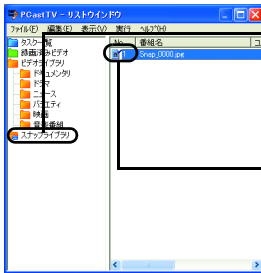 PCastTV - リストウインドウ
ファイル(F) 編集(E) 表示(V) 実行 ヘルプ(H)
タスク一覧
録画済みビデオ
ビデオライブラリ
ドキュメンタリ
ドラマ
ニュース
バラエティ
映画
音楽番組
スナップライブラリ
No. 番組名 コ
1 Snap_0000.jpg